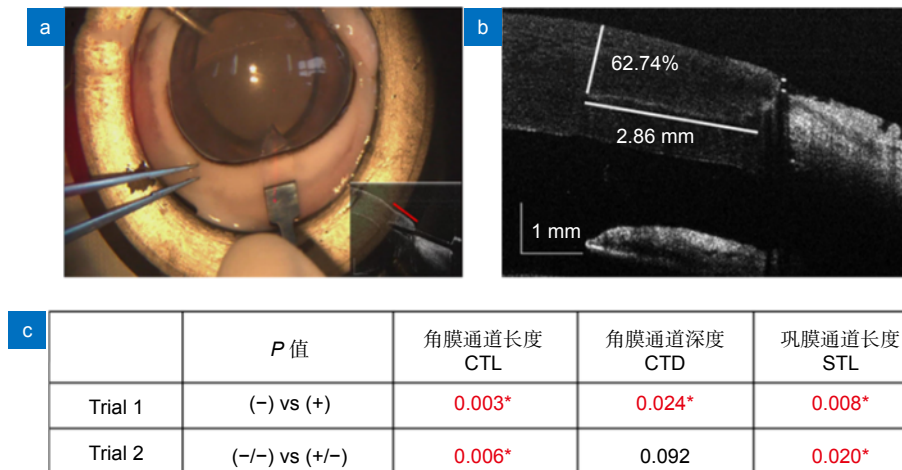 a
b
62.74%
2.86 mm
1 mm
c
P 值
角膜通道长度
CTL
角膜通道深度
CTD
巩膜通道长度
STL
Trial 1
(−) vs (+)
0.003*
0.024*
0.008*
Trial 2
(−/−) vs (+/−)
0.006*
0.092
0.020*